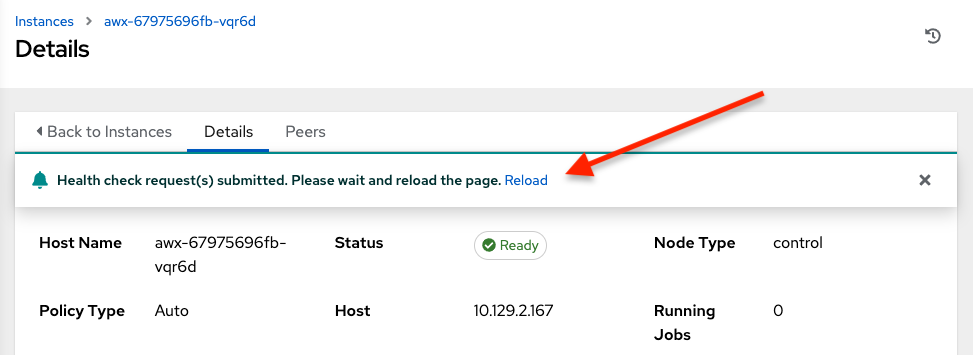 Instances > awx-67975696fb-vqr6d
Details
Back to Instances Details Peers
Health check request(s) submitted. Please wait and reload the page. Reload
Host Name awx-67975696fb-vqr6d Status Ready Node Type control
Policy Type Auto Host 10.129.2.167 Running Jobs 0